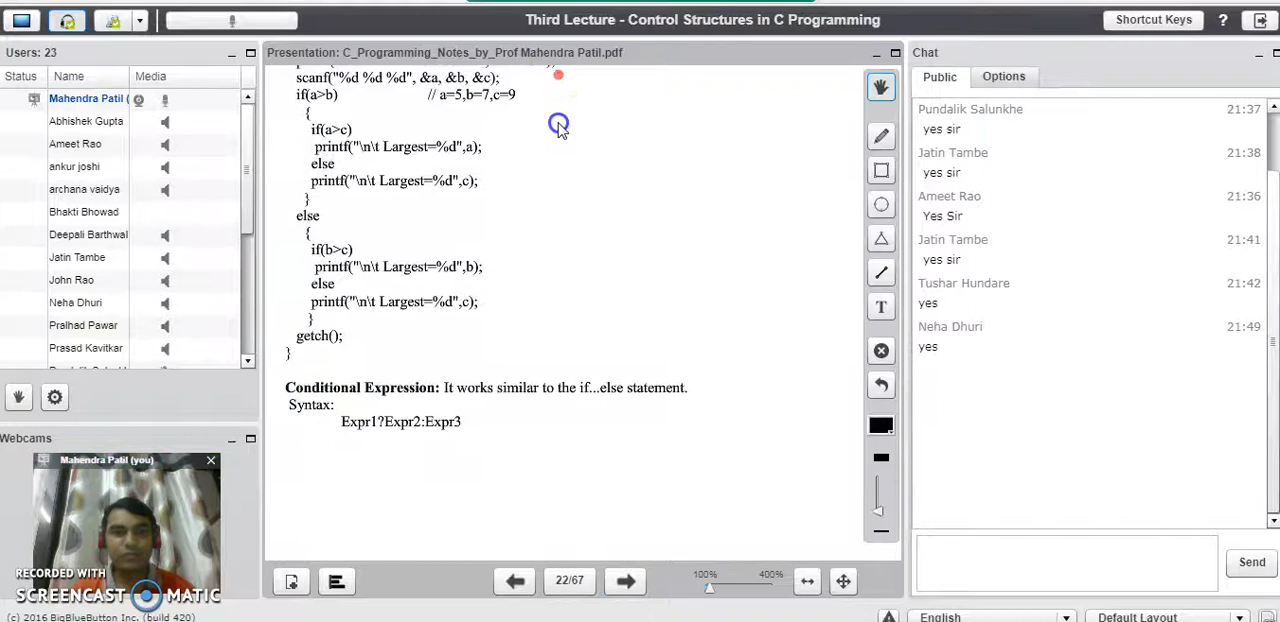 Third Lecture - Control Structures in C Programming
Shortcut Keys
?
Users: 23
Status Name Media
Mahendra Patil (
Abhishek Gupta
Ameet Rao
ankur joshi
archana vaidya
Bhakti Bhowad
Deepali Barthwal
Jatin Tambe
John Rao
Neha Dhuri
Pralhad Pawar
Prasad Kavitkar
Webcams
Mahendra Patil (you)
RECORDED WITH
SCREENCAST MATIC
(c) 2016 BigBlueButton Inc. (build 420)
Presentation: C_Programming_Notes_by_Prof Mahendra Patil.pdf
scanf("%d %d %d", &a, &b, &c);
if(a>b) // a=5,b=7,c=9
{
if(a>c)
printf("\n\t Largest=%d",a);
else
printf("\n\t Largest=%d",c);
}
else
{
if(b>c)
printf("\n\t Largest=%d",b);
else
printf("\n\t Largest=%d",c);
}
getch();
}
Conditional Expression: It works similar to the if...else statement.
Syntax:
Expr1?Expr2:Expr3
T
22/67
100% 400%
Chat
Public Options
Pundalik Salunkhe 21:37
yes sir
Jatin Tambe 21:38
yes sir
Ameet Rao 21:36
Yes Sir
Jatin Tambe 21:41
yes sir
Tushar Hundare 21:42
yes
Neha Dhuri 21:49
yes
Send
English
Default Layout